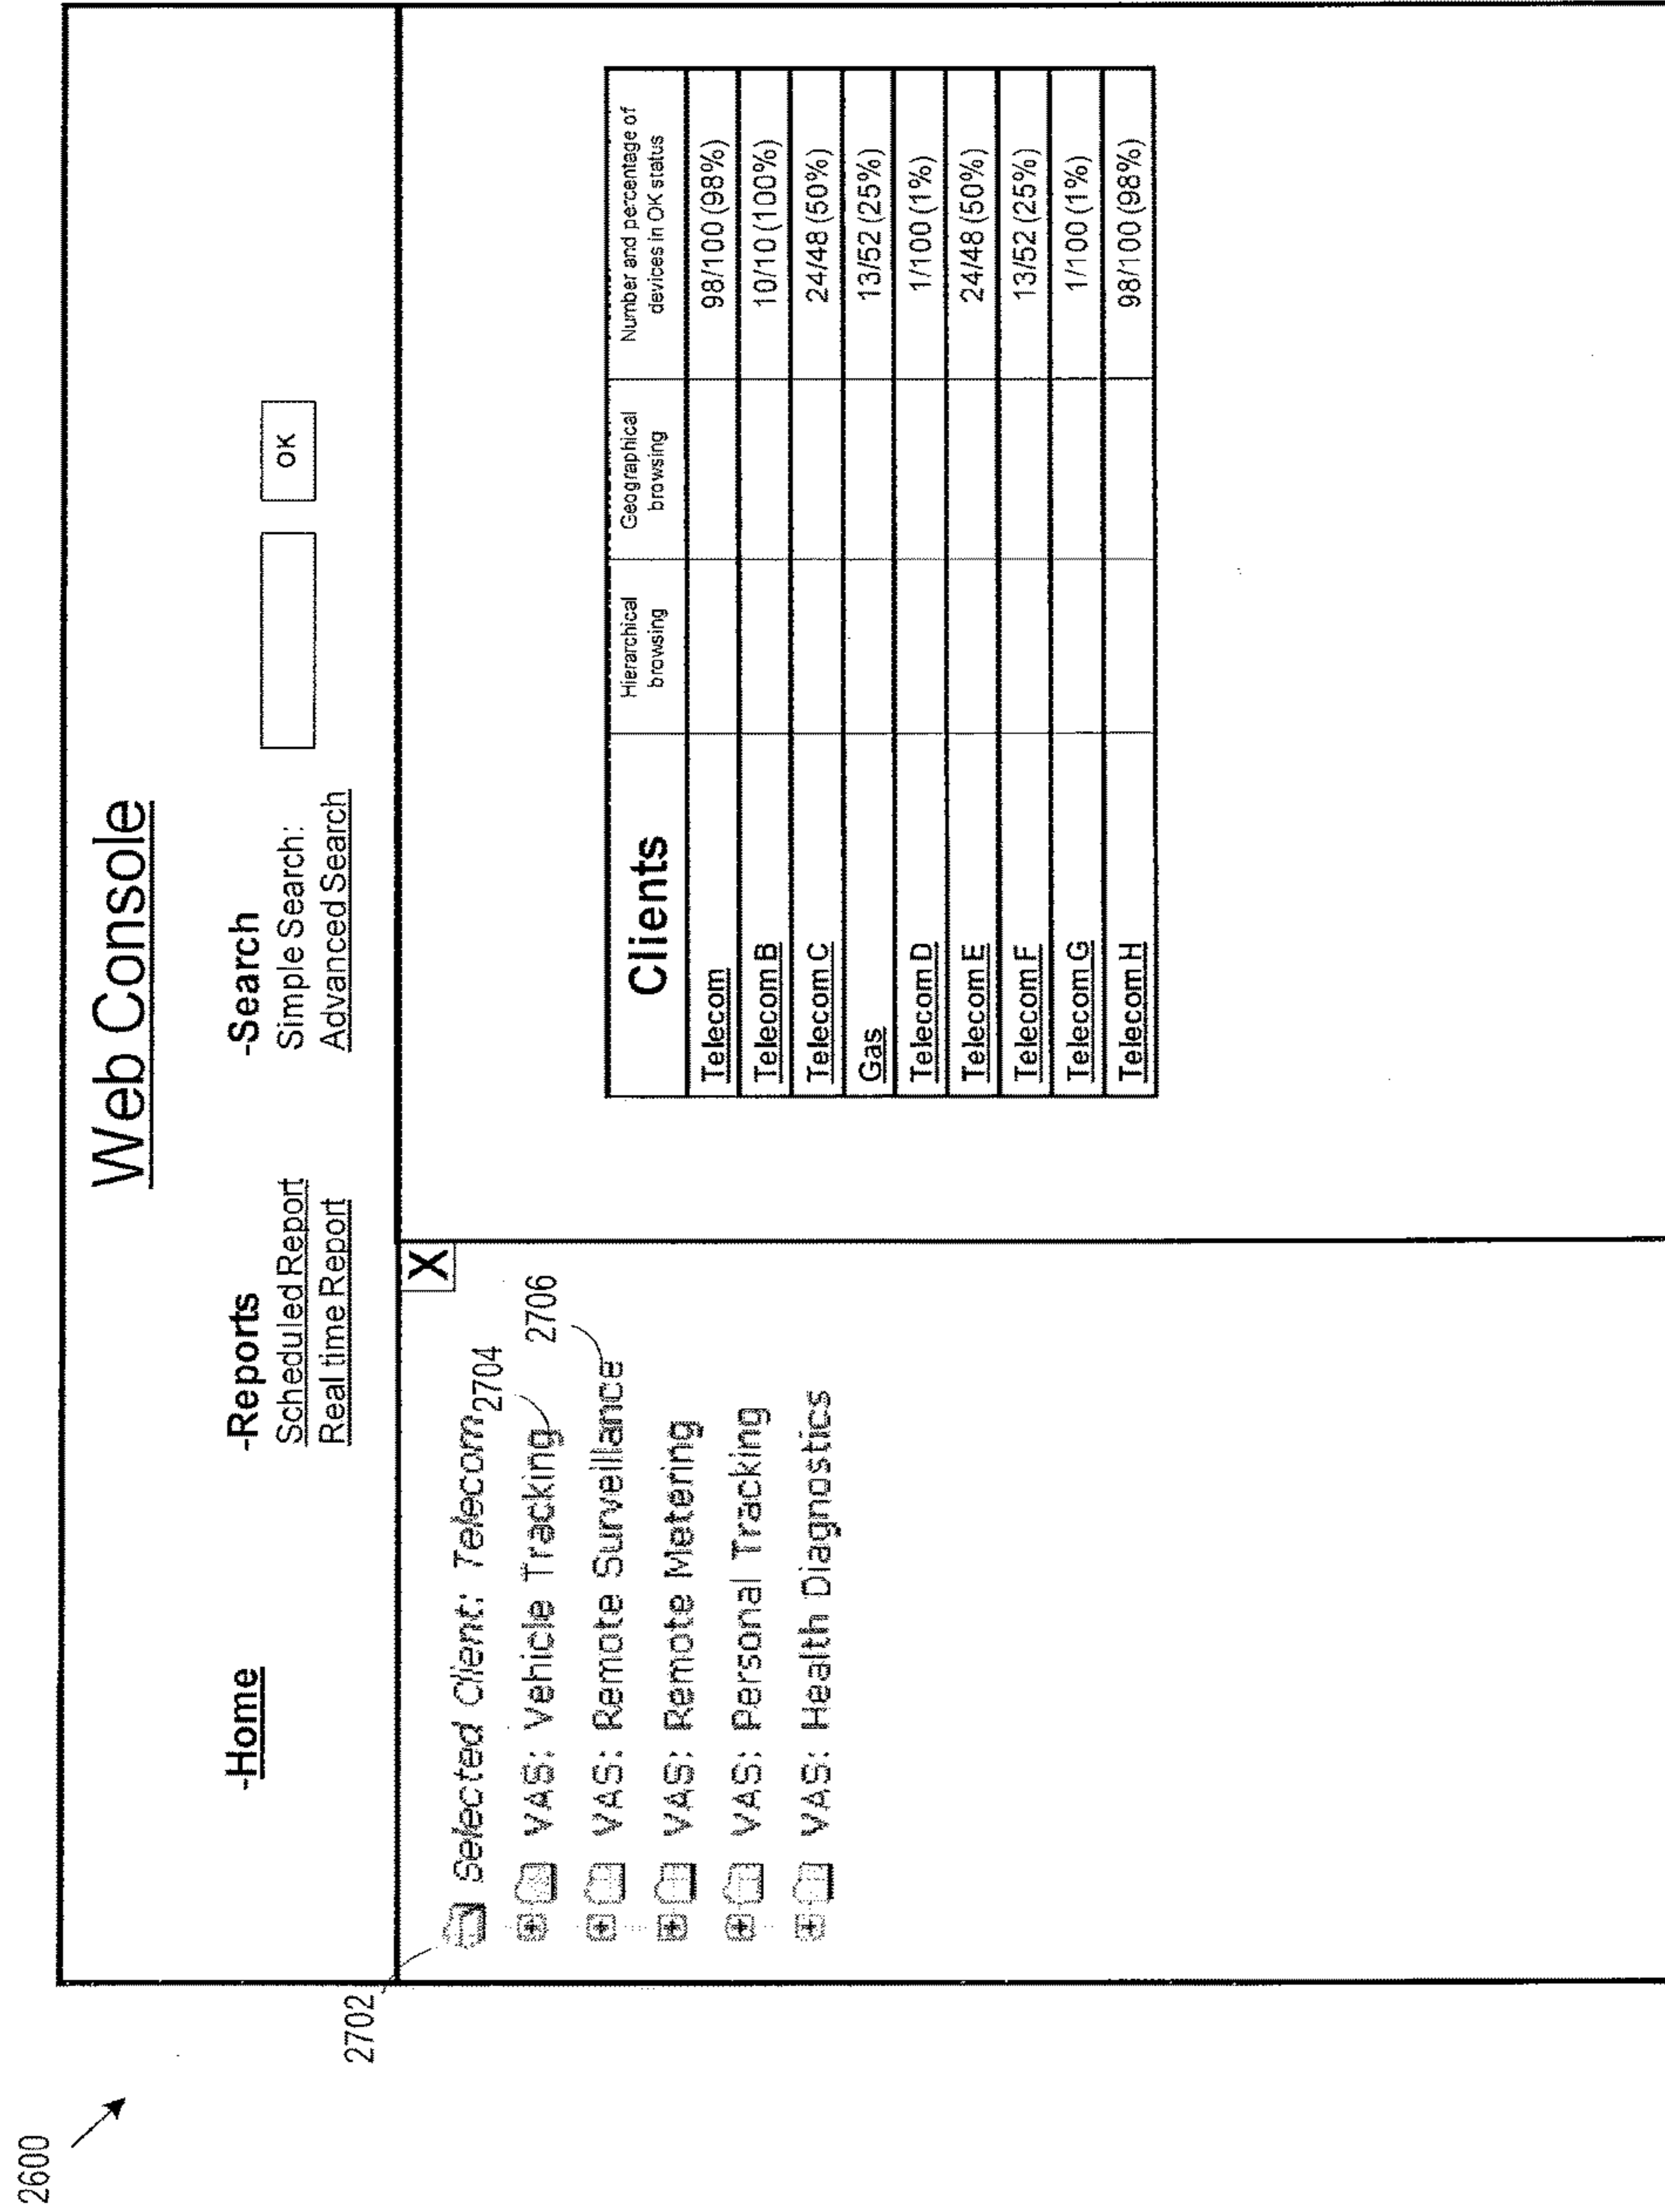 2600
Web Console
-Home
-Reports
Scheduled Report
Real time Report
-Search
Simple Search:
OK
Advanced Search
2702
X
Selected Client: Telecom
2704
VAS: Vehicle Tracking
2706
VAS: Remote Surveillance
VAS: Remote Metering
VAS: Personal Tracking
VAS: Health Diagnostics
Clients
Hierarchical
browsing
Geographical
browsing
Number and percentage of
devices in OK status
Telecom 98/100 (98%)
Telecom B 10/10 (100%)
Telecom C 24/48 (50%)
Gas 13/52 (25%)
Telecom D 1/100 (1%)
Telecom E 24/48 (50%)
Telecom F 13/52 (25%)
Telecom G 1/100 (1%)
Telecom H 98/100 (98%)